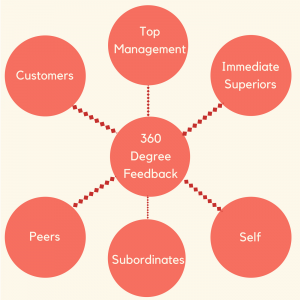 Top
Management
Customers
Immediate
Superiors
360
Degree
Feedback
Peers
Subordinates
Self